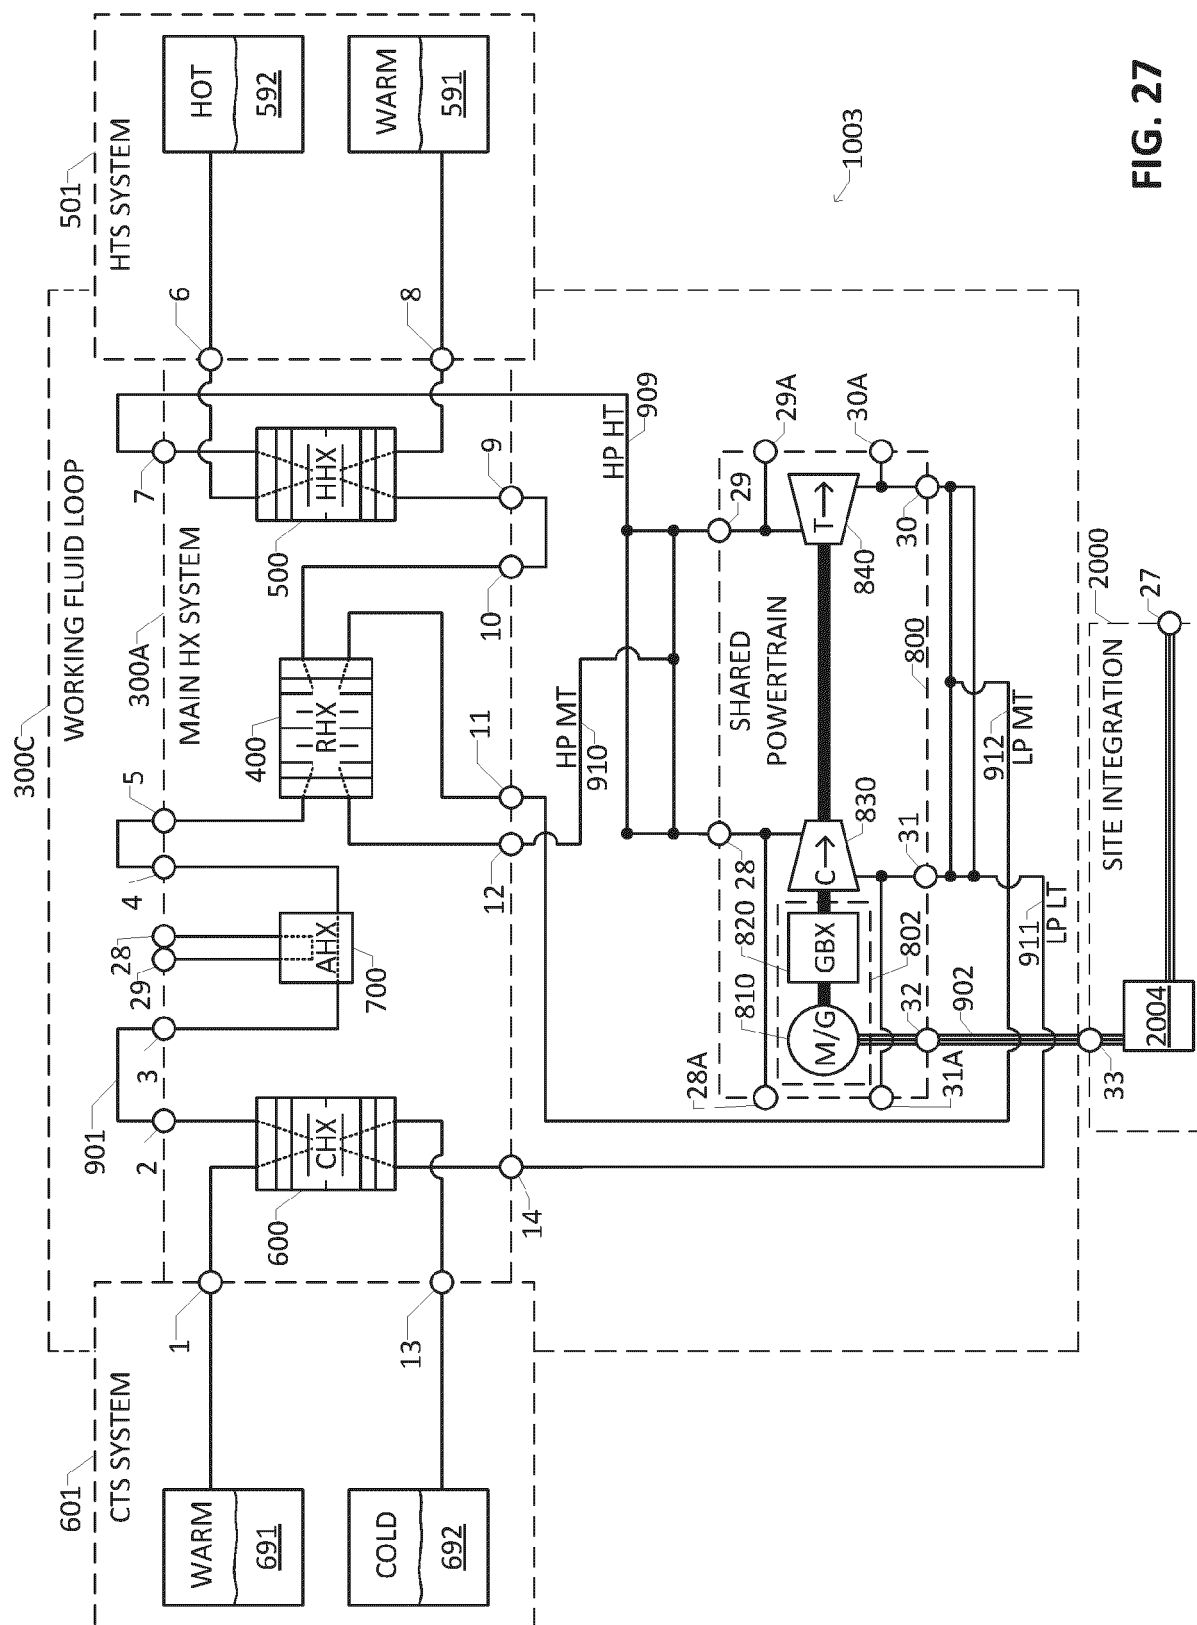 300C
WORKING FLUID LOOP
601
CTS SYSTEM
WARM
691
COLD
692
1
13
901
2
3
29
28
4
5
300A
MAIN HX SYSTEM
7
6
8
501
HTS SYSTEM
HOT
592
WARM
591
CHX
600
14
AHX
700
RHX
400
12
11
10
9
HHX
500
HP MT
910
HP HT
909
28
29
29A
30A
28A
31A
SHARED
POWERTRAIN
810
820
M/G
GBX
802
C
830
T
840
31
30
32
902
800
911
LP LT
912
LP MT
33
SITE INTEGRATION
2000
2004
27
1003
FIG. 27